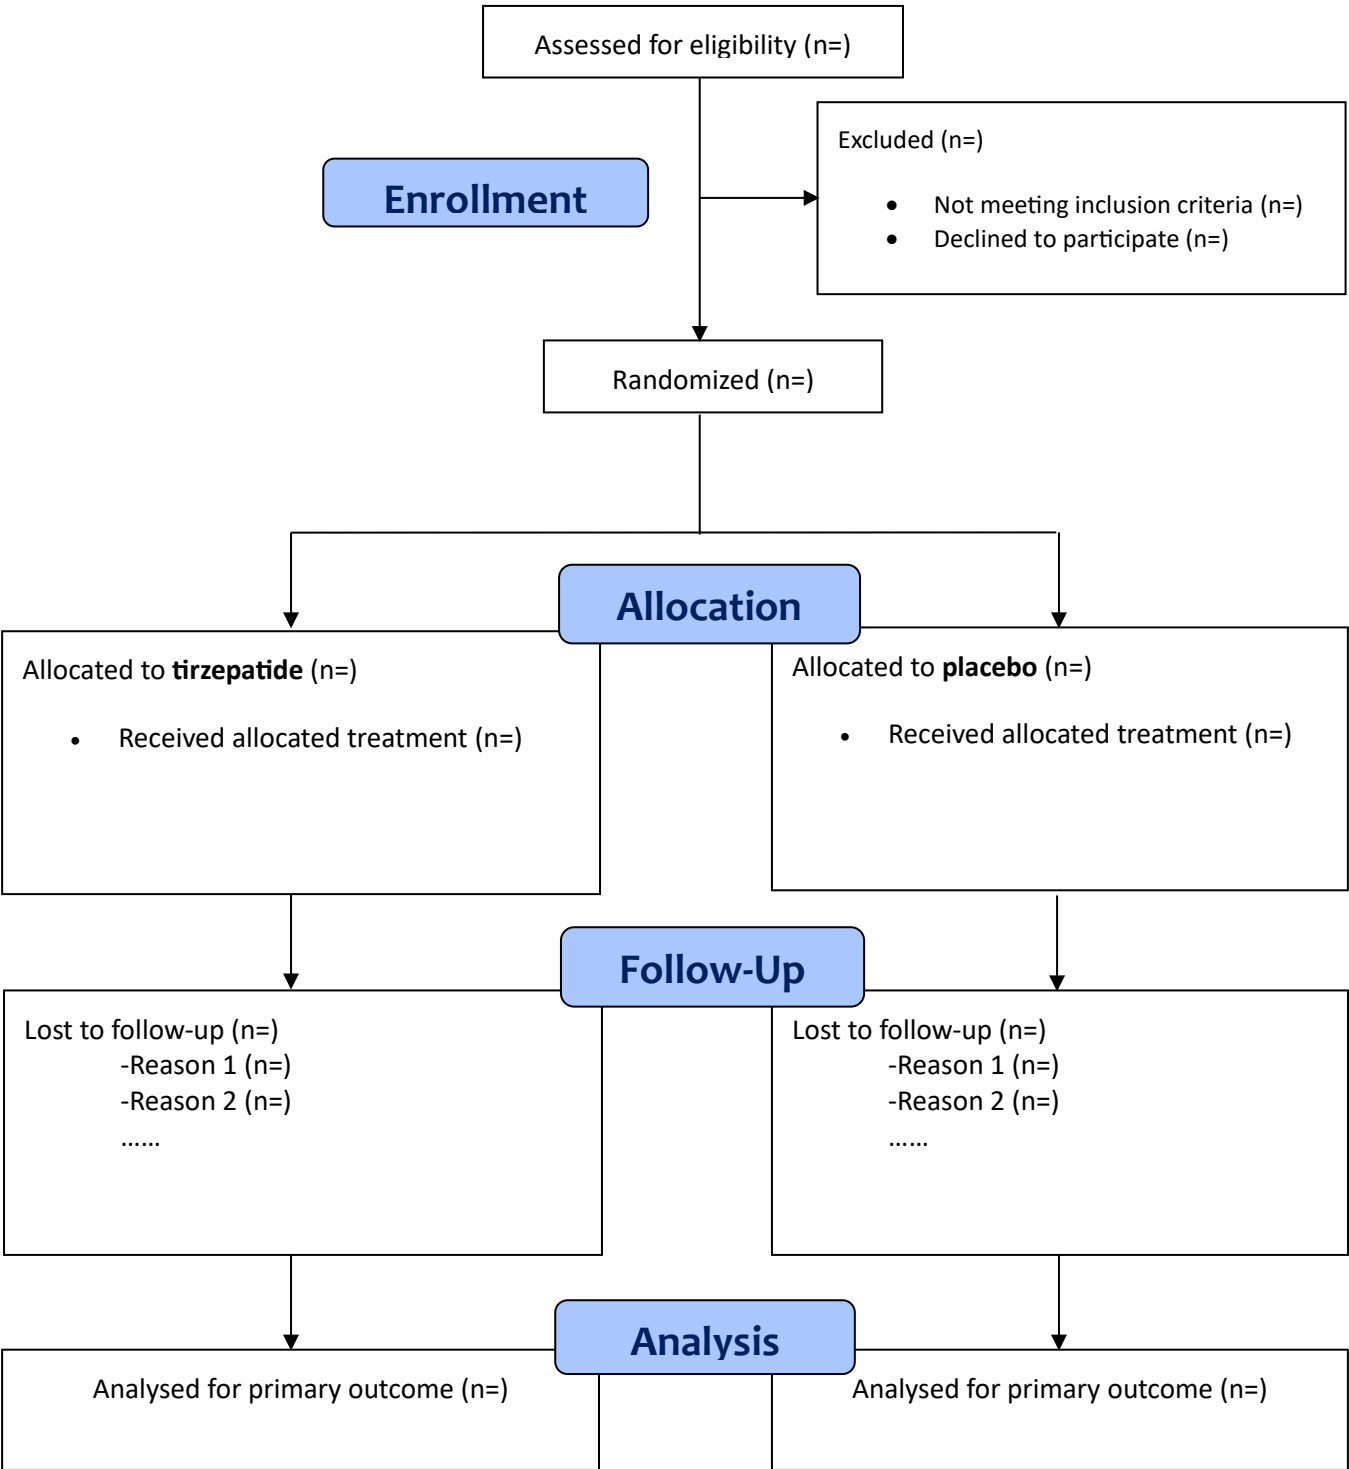 Assessed for eligibility (n=)
Excluded (n=)
• Not meeting inclusion criteria (n=)
• Declined to participate (n=)
Enrollment
Randomized (n=)
Allocation
Allocated to tirzepatide (n=)
• Received allocated treatment (n=)
Allocated to placebo (n=)
• Received allocated treatment (n=)
Follow-Up
Lost to follow-up (n=)
-Reason 1 (n=)
-Reason 2 (n=)
......
Lost to follow-up (n=)
-Reason 1 (n=)
-Reason 2 (n=)
......
Analysis
Analysed for primary outcome (n=)
Analysed for primary outcome (n=)